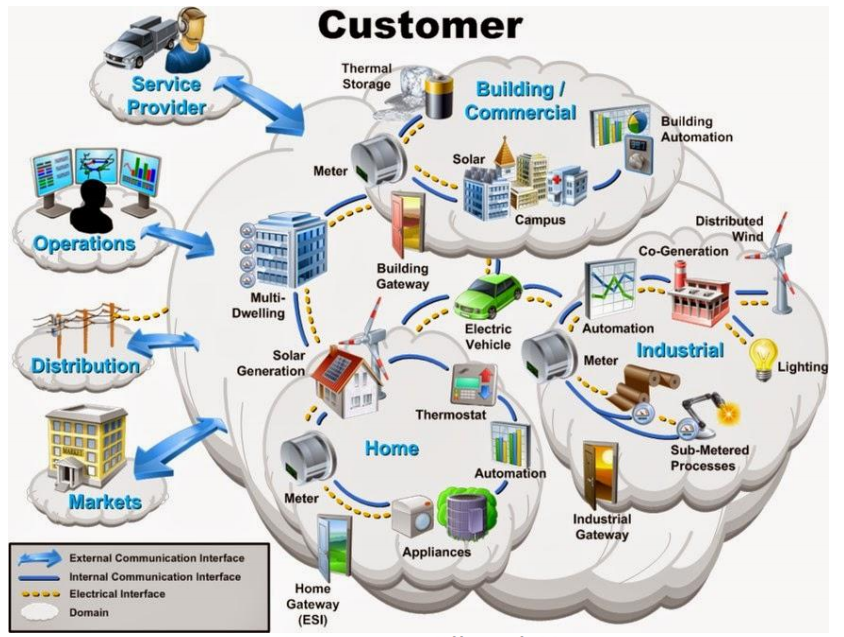 Customer
Service
Provider
Thermal
Storage
Building /
Commercial
Building
Automation
Meter
Solar
Campus
Operations
Multi-
Dwelling
Building
Gateway
Distributed
Wind
Co-Generation
Automation
Electric
Vehicle
Meter
Industrial
Lighting
Distribution
Solar
Generation
Thermostat
Sub-Metered
Processes
Home
Automation
Meter
MARKET
Markets
Appliances
Industrial
Gateway
Home
Gateway
(ESI)
External Communication Interface
Internal Communication Interface
Electrical Interface
Domain